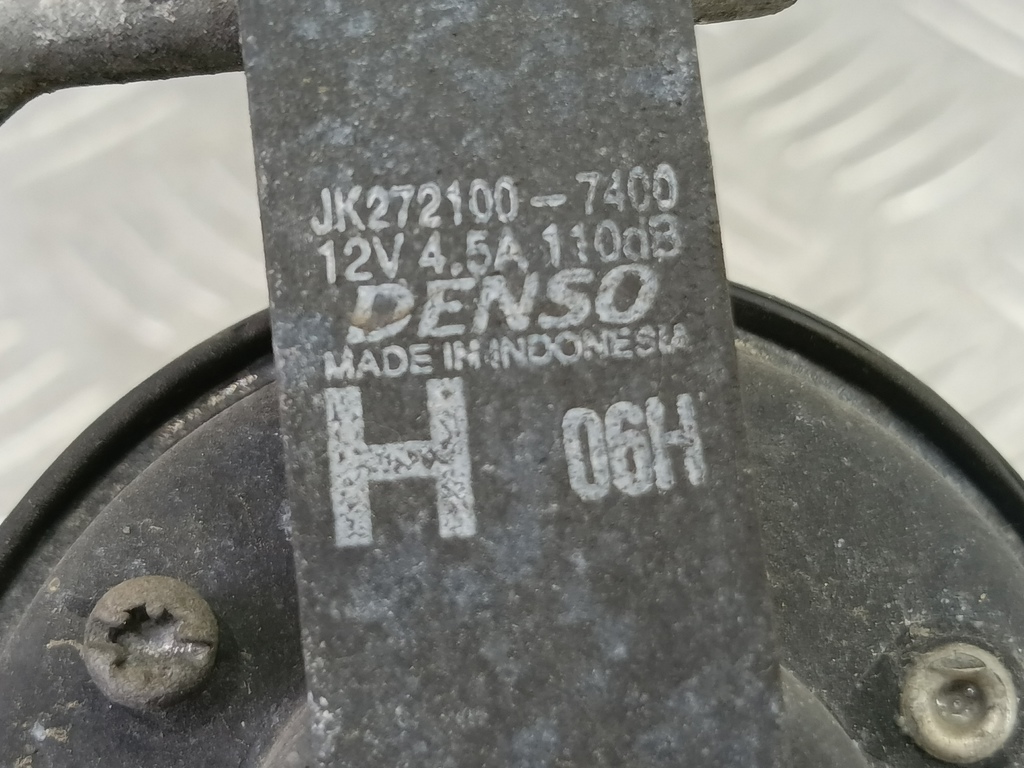 JK272100-7400
12V 4.5A 110dB
DENSO
MADE IN INDONESIA
H 06H